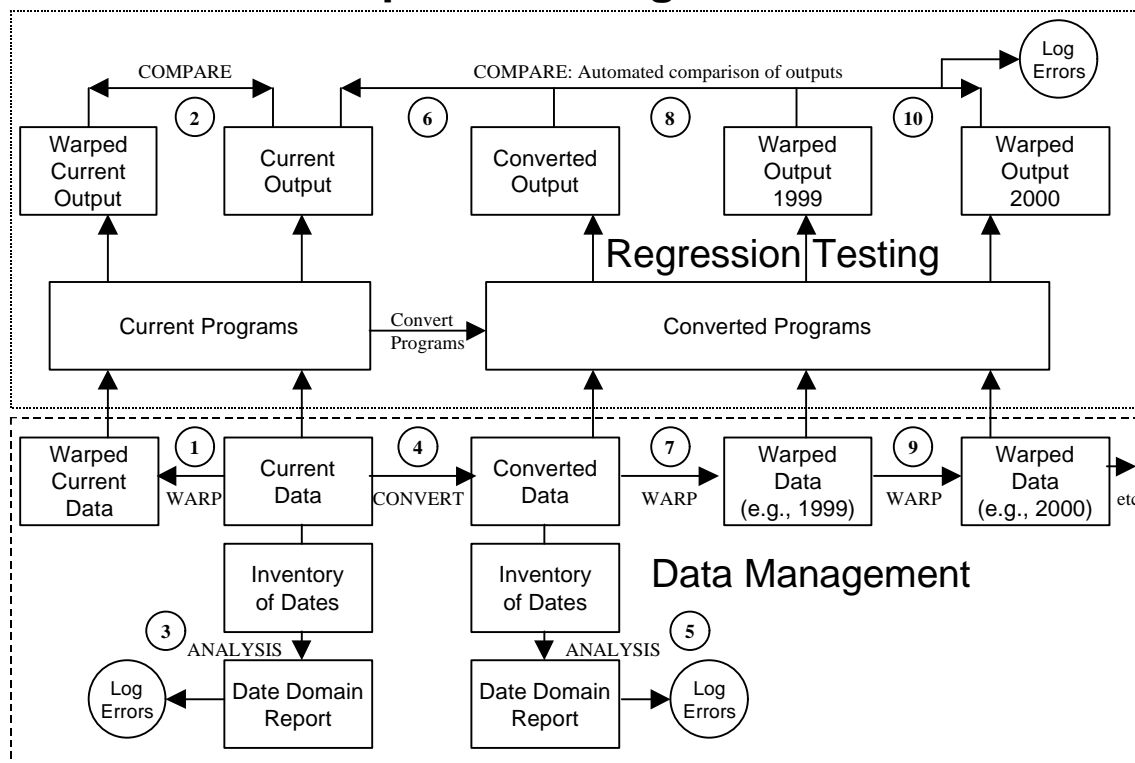 COMPARE
COMPARE: Automated comparison of outputs
Log
Errors
2
6
8
10
Warped
Current
Output
Current
Output
Converted
Output
Warped
Output
1999
Warped
Output
2000
Regression Testing
Current Programs
Convert
Programs
Converted Programs
Warped
Current
Data
1
WARP
Current
Data
4
CONVERT
Converted
Data
7
WARP
Warped
Data
(e.g., 1999)
9
WARP
Warped
Data
(e.g., 2000)
etc
Inventory
of Dates
Inventory
of Dates
Data Management
3
ANALYSIS
ANALYSIS
5
Log
Errors
Date Domain
Report
Date Domain
Report
Log
Errors